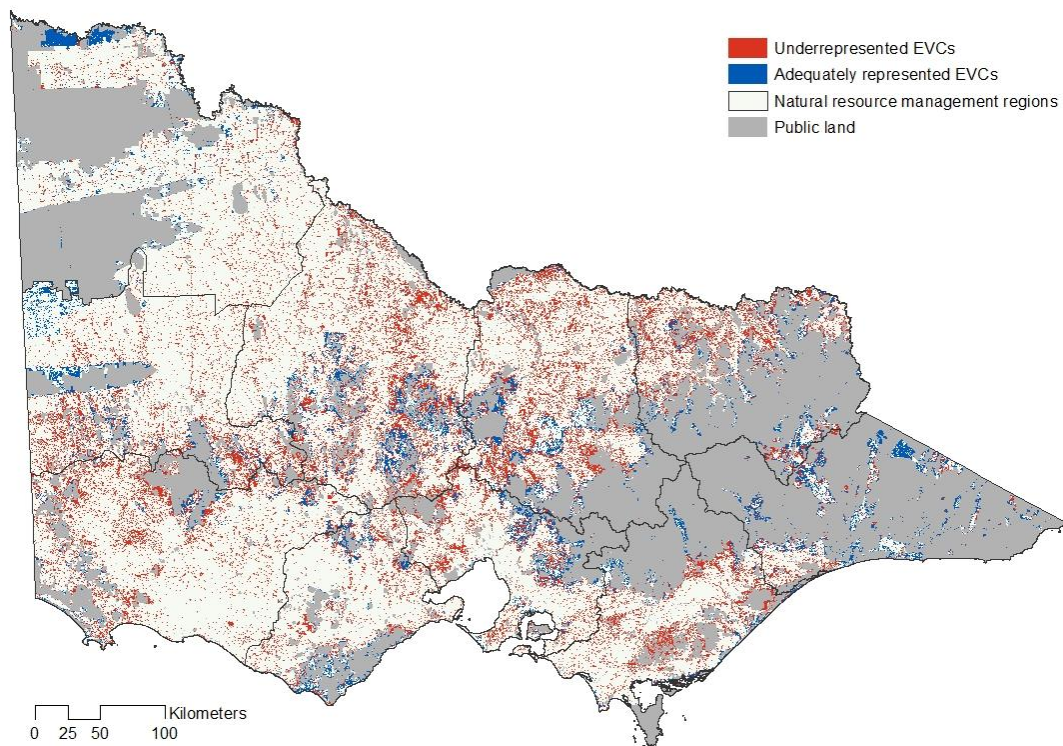 Underrepresented EVCs
Adequately represented EVCs
Natural resource management regions
Public land
Kilometers
0 25 50 100